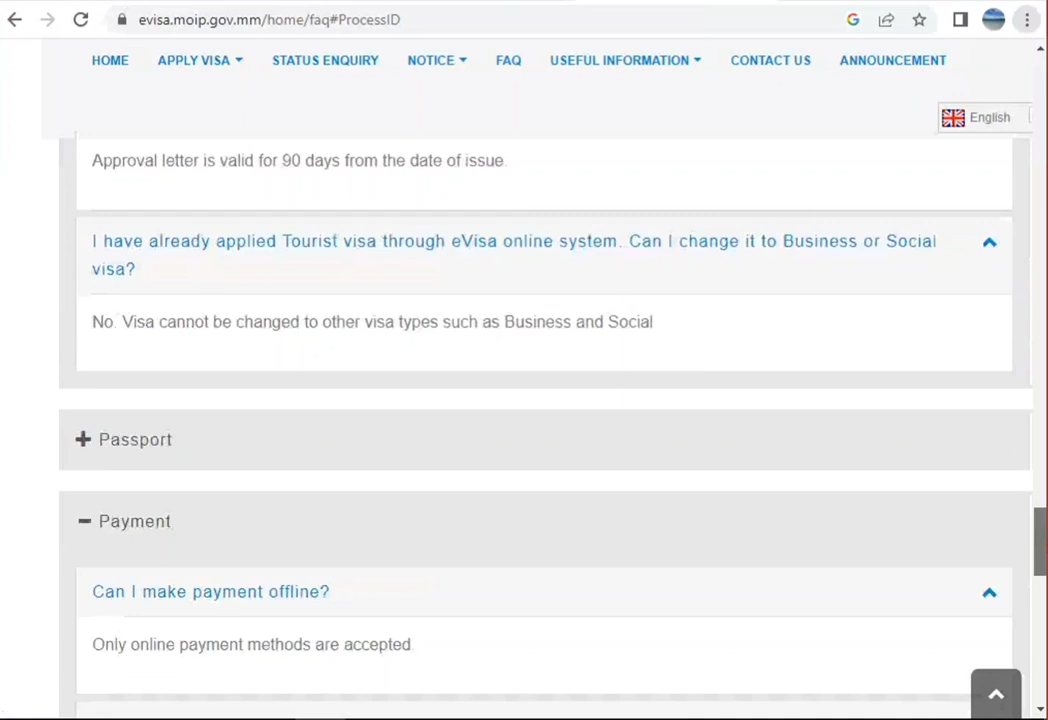 evisa.moip.gov.mm/home/faq#ProcessID
HOME APPLY VISA STATUS ENQUIRY NOTICE FAQ USEFUL INFORMATION CONTACT US ANNOUNCEMENT
English
Approval letter is valid for 90 days from the date of issue.
I have already applied Tourist visa through eVisa online system. Can I change it to Business or Social
visa?
No. Visa cannot be changed to other visa types such as Business and Social
Passport
Payment
Can I make payment offline?
Only online payment methods are accepted.